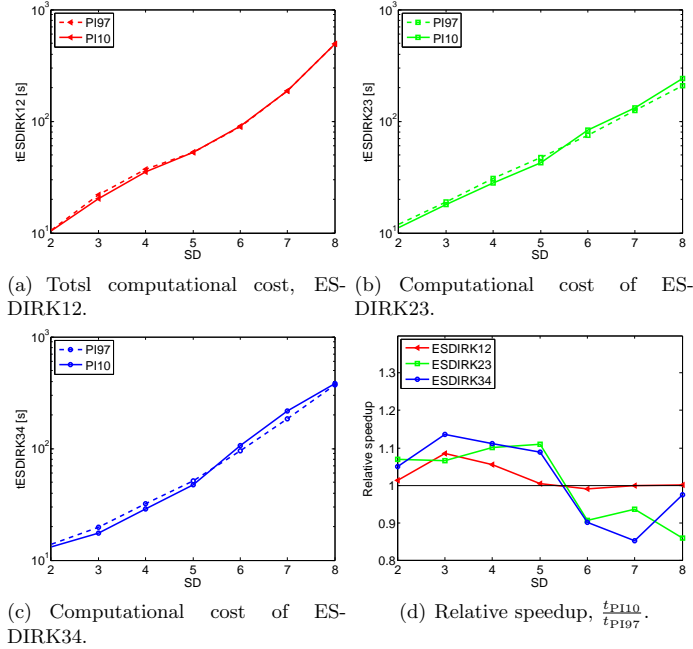 10^3
PI97
PI10
10^2
10^1
tESDIRK12 [s]
2 3 4 5 6 7 8
SD
10^3
PI97
PI10
10^2
10^1
tESDIRK23 [s]
2 3 4 5 6 7 8
SD
(a) Totsl computational cost, ES-
DIRK12.
(b) Computational cost of ES-
DIRK23.
10^3
PI97
PI10
10^2
10^1
tESDIRK34 [s]
2 3 4 5 6 7 8
SD
ESDIRK12
ESDIRK23
ESDIRK34
1.3
1.2
1.1
1
0.9
0.8
Relative speedup
2 3 4 5 6 7 8
SD
(c) Computational cost of ES-
DIRK34.
(d) Relative speedup, t_PI10/t_PI97.